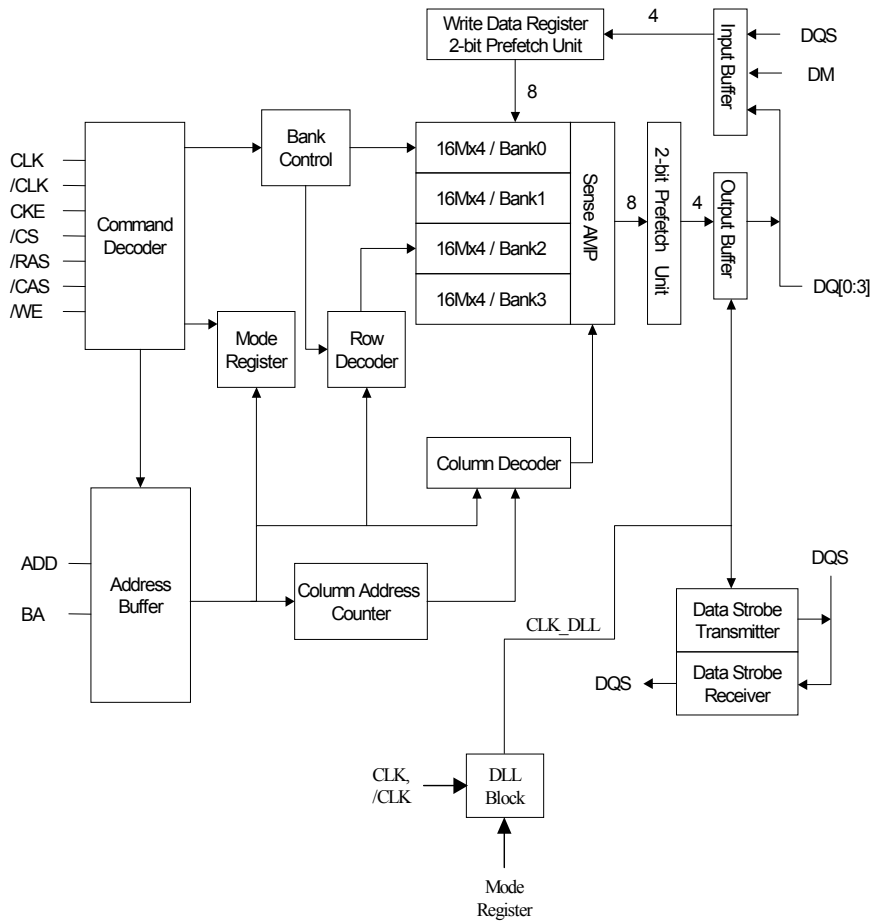 Write Data Register
2-bit Prefetch Unit
4
Input Buffer
DQS
DM
8
Bank
Control
16Mx4 / Bank0
16Mx4 / Bank1
16Mx4 / Bank2
16Mx4 / Bank3
Sense AMP
8
2-bit Prefetch Unit
4
Output Buffer
DQ[0:3]
CLK
/CLK
CKE
/CS
/RAS
/CAS
/WE
Command
Decoder
Mode
Register
Row
Decoder
Column Decoder
ADD
BA
Address
Buffer
Column Address
Counter
CLK_DLL
DQS
Data Strobe
Transmitter
Data Strobe
Receiver
DQS
CLK,
/CLK
DLL
Block
Mode
Register